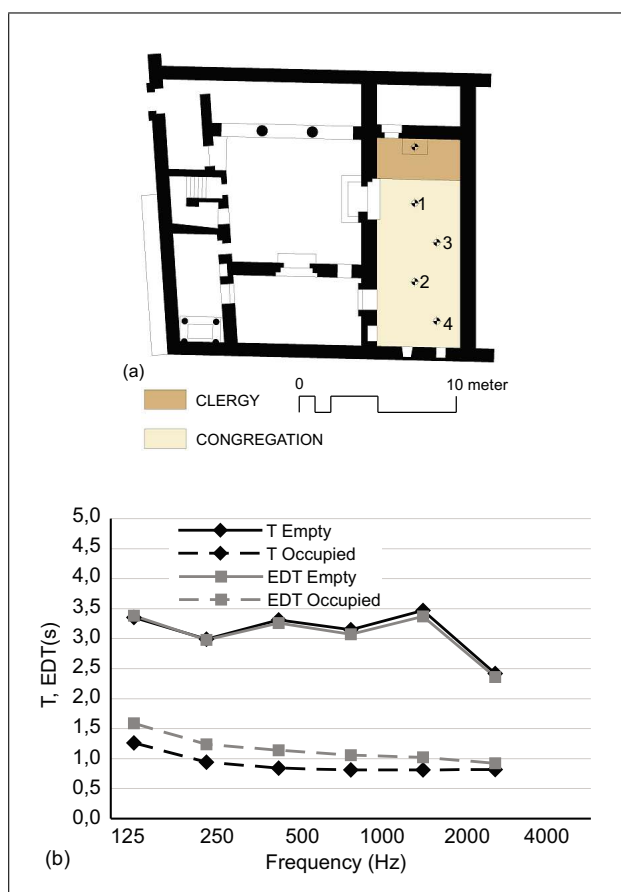 1
3
2
4
(a)
0 10 meter
CLERGY
CONGREGATION
T Empty
T Occupied
EDT Empty
EDT Occupied
T, EDT(s)
5,0
4,5
4,0
3,5
3,0
2,5
2,0
1,5
1,0
0,5
0,0
125 250 500 1000 2000 4000
Frequency (Hz)
(b)